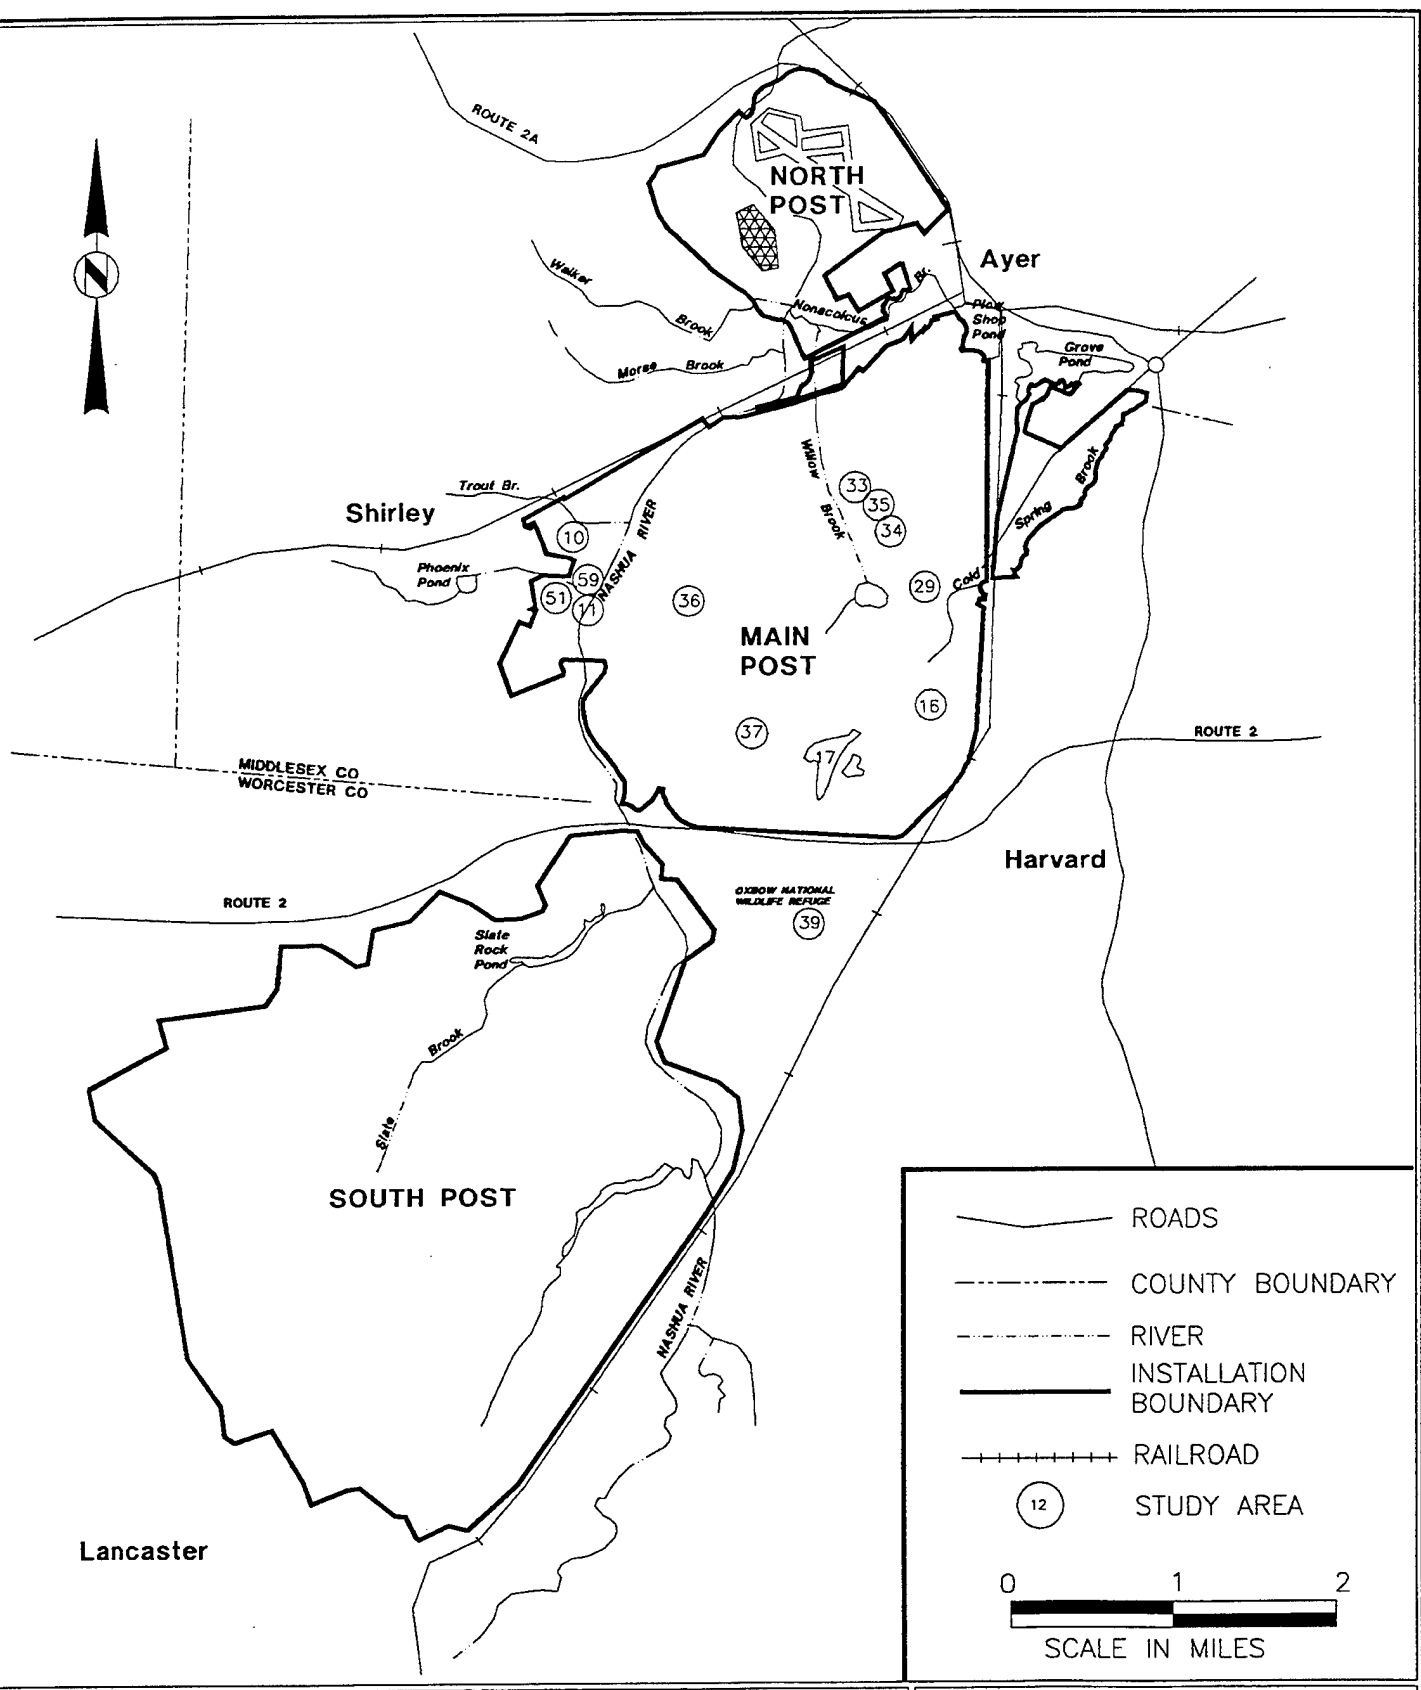 ROUTE 2A
NORTH
POST
Ayer
Walker
Brook
Nonacoicus
Br.
Plow
Shop
Pond
Grove
Pond
Morse Brook
Willow
Brook
Trout Br.
Shirley
NASHUA RIVER
Phoenix
Pond
10
59
51
11
36
33
35
34
29
Cold
Spring
Brook
MAIN
POST
16
37
17
ROUTE 2
MIDDLESEX CO
WORCESTER CO
Harvard
ROUTE 2
OXBOW NATIONAL
WILDLIFE REFUGE
39
Slate
Rock
Pond
Slate
Brook
SOUTH POST
NASHUA RIVER
Lancaster
ROADS
COUNTY BOUNDARY
RIVER
INSTALLATION
BOUNDARY
RAILROAD
12 STUDY AREA
0 1 2
SCALE IN MILES